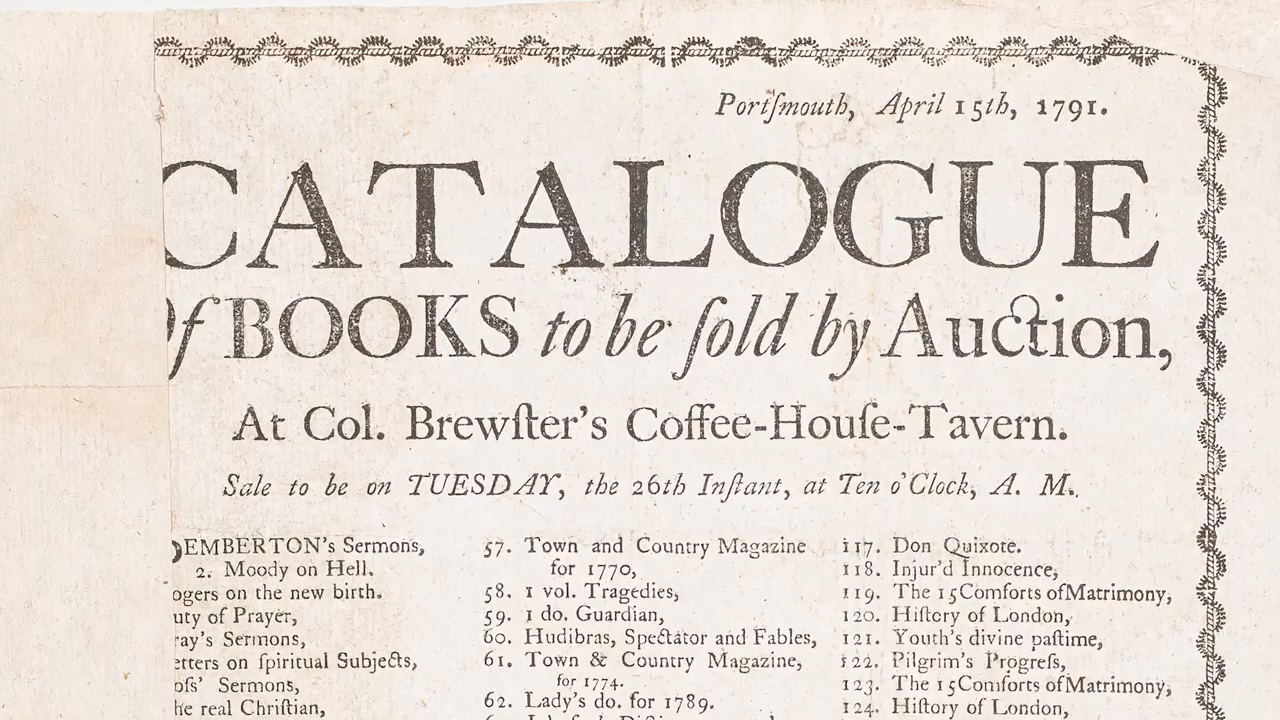 Portſmouth, April 15th, 1791.
CATALOGUE
Of BOOKS to be ſold by Auction,
At Col. Brewſter's Coffee-Houſe-Tavern.
Sale to be on TUESDAY, the 26th Inſtant, at Ten o'Clock, A. M.
PEMBERTON's Sermons,
2. Moody on Hell.
ogers on the new birth.
uty of Prayer,
ray's Sermons,
etters on ſpiritual Subjects,
oſs' Sermons,
he real Chriſtian,
57. Town and Country Magazine
for 1770,
58. 1 vol. Tragedies,
59. 1 do. Guardian,
60. Hudibras, Spectator and Fables,
61. Town & Country Magazine,
for 1774.
62. Lady's do. for 1789.
117. Don Quixote.
118. Injur'd Innocence,
119. The 15 Comforts of Matrimony,
120. Hiſtory of London,
121. Youth's divine paſtime,
122. Pilgrim's Progreſs,
123. The 15 Comforts of Matrimony,
124. Hiſtory of London,